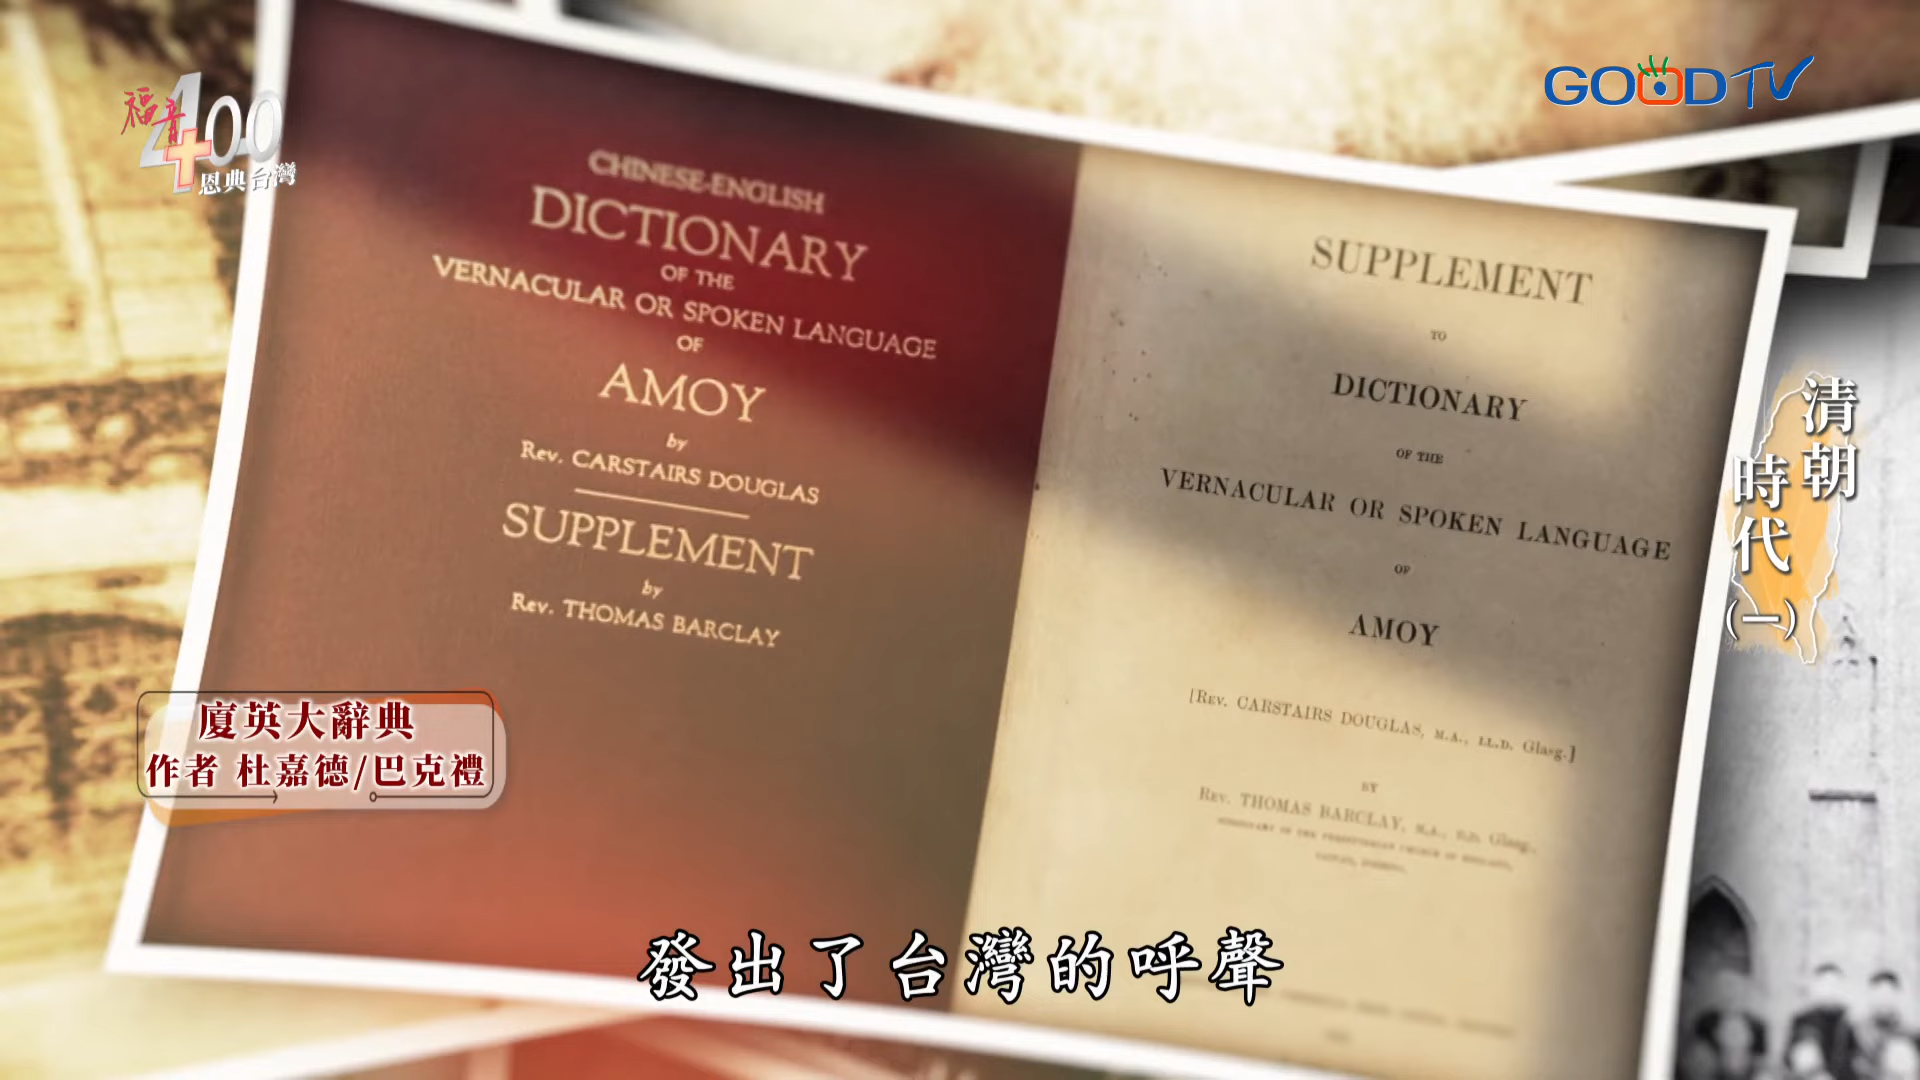 福音
400
恩典台灣
GOOD TV
CHINESE-ENGLISH
DICTIONARY
OF THE
VERNACULAR OR SPOKEN LANGUAGE
OF
AMOY
by
Rev. CARSTAIRS DOUGLAS
SUPPLEMENT
by
Rev. THOMAS BARCLAY
SUPPLEMENT
TO
DICTIONARY
OF THE
VERNACULAR OR SPOKEN LANGUAGE
OF
AMOY
[Rev. CARSTAIRS DOUGLAS, M.A., LL.D. Glasg.]
BY
Rev. THOMAS BARCLAY, M.A., D.D. Glasg.,
清朝
時代
(一)
廈英大辭典
作者 杜嘉德/巴克禮
發出了台灣的呼聲